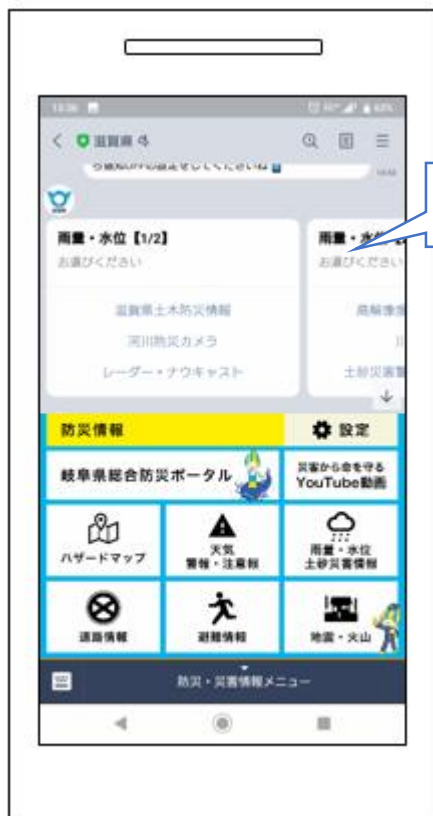 滋賀県
雨量・水位【1/2】
お選びください
滋賀県土木防災情報
河川防災カメラ
レーダー・ナウキャスト
雨量・水位
お選びください
土砂災害
防災情報
設定
岐阜県総合防災ポータル
災害から命を守る
YouTube動画
ハザードマップ
天気
警報・注意報
雨量・水位
土砂災害情報
道路情報
避難情報
地震・火山
防災・災害情報メニュー